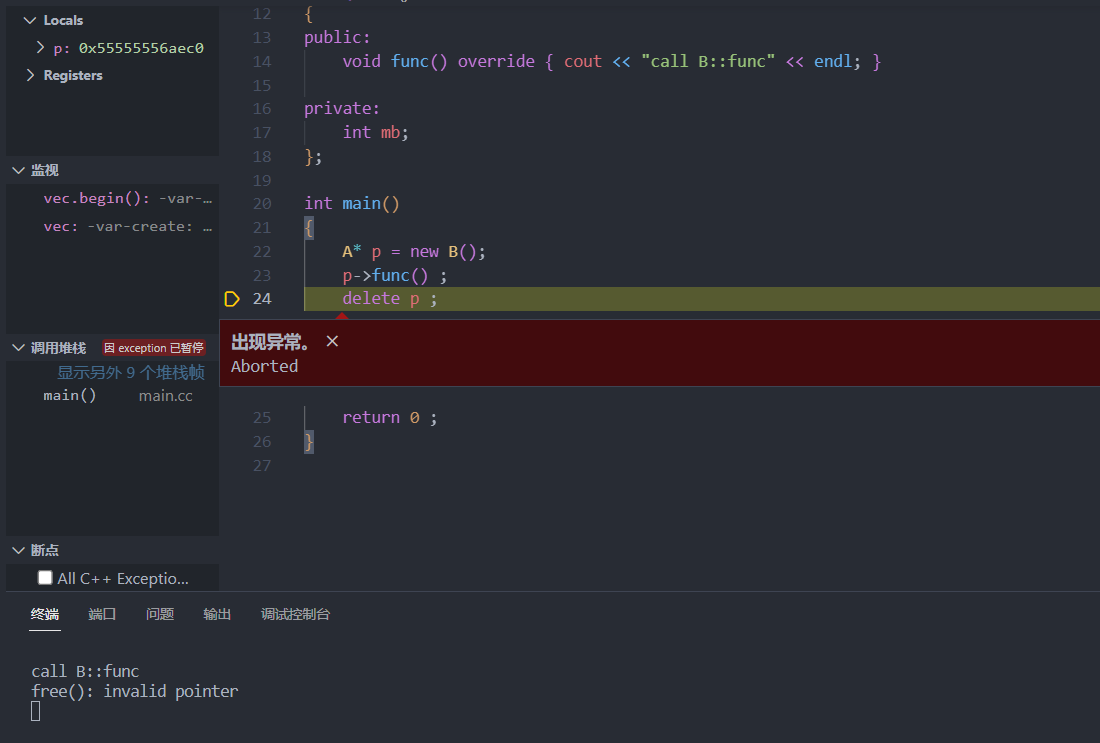 Locals
p: 0x55555556aec0
Registers
监视
vec.begin(): -var-…
vec: -var-create: …
调用堆栈 因 exception 已暂停
显示另外 9 个堆栈帧
main() main.cc
断点
All C++ Exceptio...
12 {
13 public:
14 void func() override { cout << "call B::func" << endl; }
15
16 private:
17 int mb;
18 };
19
20 int main()
21 {
22 A* p = new B();
23 p->func() ;
24 delete p ;
出现异常。 ×
Aborted
25 return 0 ;
26 }
27
终端 端口 问题 输出 调试控制台
call B::func
free(): invalid pointer